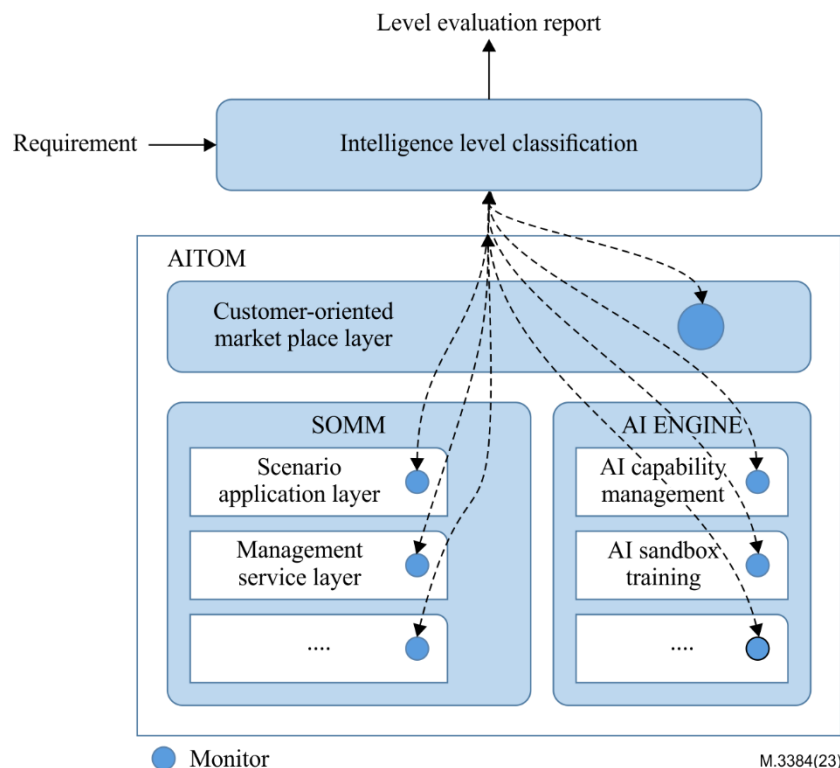 Level evaluation report
Requirement
Intelligence level classification
AITOM
Customer-oriented
market place layer
SOMM
Scenario
application layer
Management
service layer
....
AI ENGINE
AI capability
management
AI sandbox
training
....
Monitor
M.3384(23)